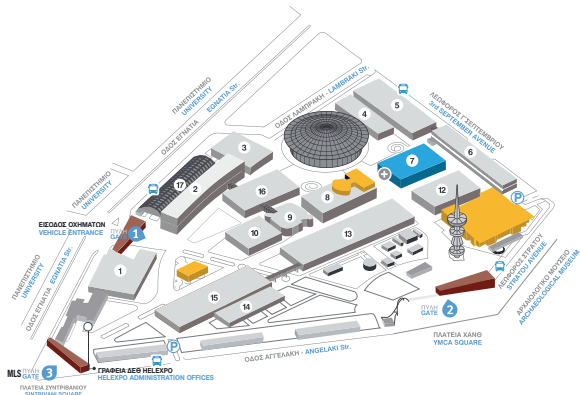 ΠΑΝΕΠΙΣΤΗΜΙΟ
UNIVERSITY
ΟΔΟΣ ΕΓΝΑΤΙΑ
EGNATIA Str.
ΟΔΟΣ ΛΑΜΠΡΑΚΗ - LAMBRAKI Str.
ΛΕΩΦΟΡΟΣ Γ΄ΣΕΠΤΕΜΒΡΙΟΥ
3rd SEPTEMBER AVENUE
4
5
6
3
7
17
2
16
8
12
P
9
10
13
ΠΑΝΕΠΙΣΤΗΜΙΟ
UNIVERSITY
ΕΙΣΟΔΟΣ ΟΧΗΜΑΤΩΝ
VEHICLE ENTRANCE
ΠΥΛΗ
GATE 1
1
15
14
ΠΑΝΕΠΙΣΤΗΜΙΟ
UNIVERSITY
ΟΔΟΣ ΕΓΝΑΤΙΑ EGNATIA Str.
ΛΕΩΦΟΡΟΣ ΣΤΡΑΤΟΥ
STRATOU AVENUE
ΑΡΧΑΙΟΛΟΓΙΚΟ ΜΟΥΣΕΙΟ
ARCHAEOLOGICAL MUSEUM
ΠΥΛΗ
GATE 2
ΠΛΑΤΕΙΑ ΧΑΝΘ
YMCA SQUARE
P
ΟΔΟΣ ΑΓΓΕΛΑΚΗ - ANGELAKI Str.
ΓΡΑΦΕΙΑ ΔΕΘ HELEXPO
HELEXPO ADMINISTRATION OFFICES
MLS ΠΥΛΗ
GATE 3
ΠΛΑΤΕΙΑ ΣΥΝΤΡΙΒΑΝΙΟΥ
SINTRIVANI SQUARE